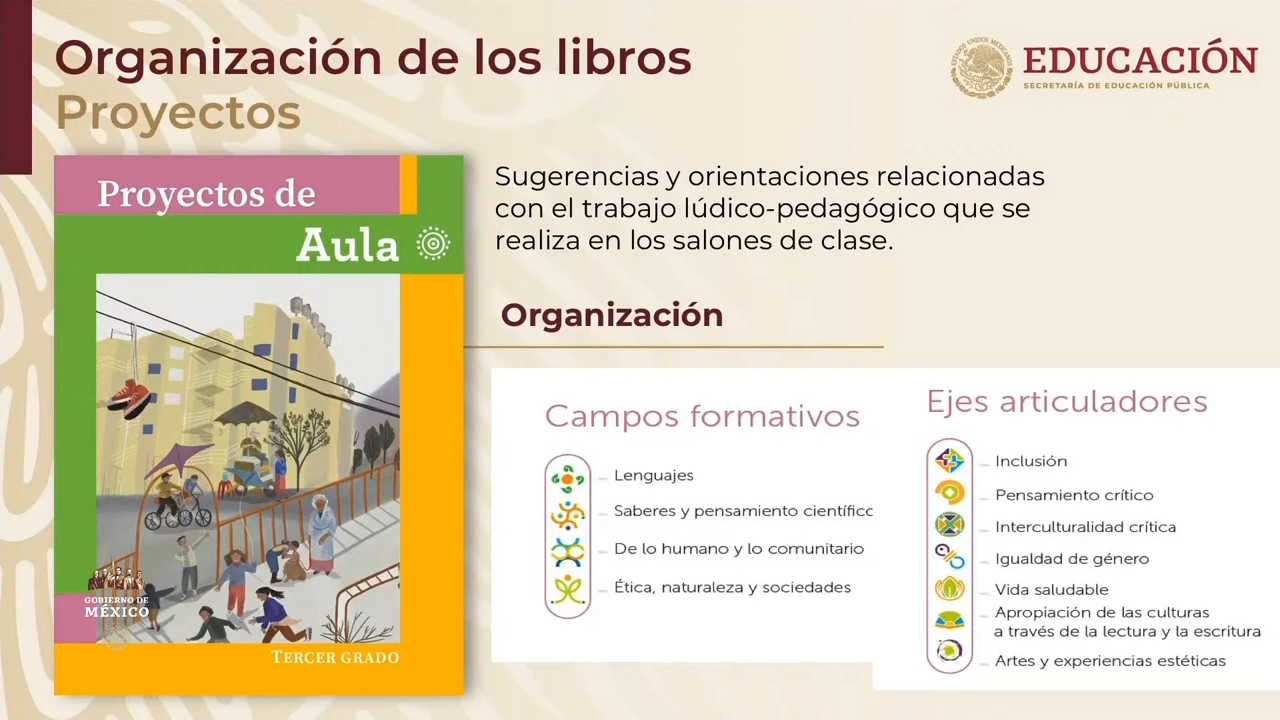 Organización de los libros
Proyectos
EDUCACIÓN
SECRETARÍA DE EDUCACIÓN PÚBLICA
Proyectos de
Aula
GOBIERNO DE
MÉXICO
TERCER GRADO
Sugerencias y orientaciones relacionadas
con el trabajo lúdico-pedagógico que se
realiza en los salones de clase.
Organización
Campos formativos
Lenguajes
Saberes y pensamiento científico
De lo humano y lo comunitario
Ética, naturaleza y sociedades
Ejes articuladores
Inclusión
Pensamiento crítico
Interculturalidad crítica
Igualdad de género
Vida saludable
Apropiación de las culturas
a través de la lectura y la escritura
Artes y experiencias estéticas